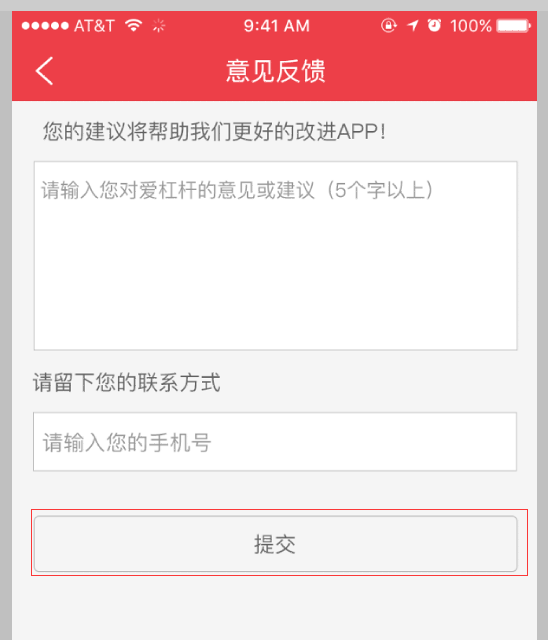 AT&T 9:41 AM 100%
意见反馈
您的建议将帮助我们更好的改进APP！
请输入您对爱杠杆的意见或建议（5个字以上）
请留下您的联系方式
请输入您的手机号
提交